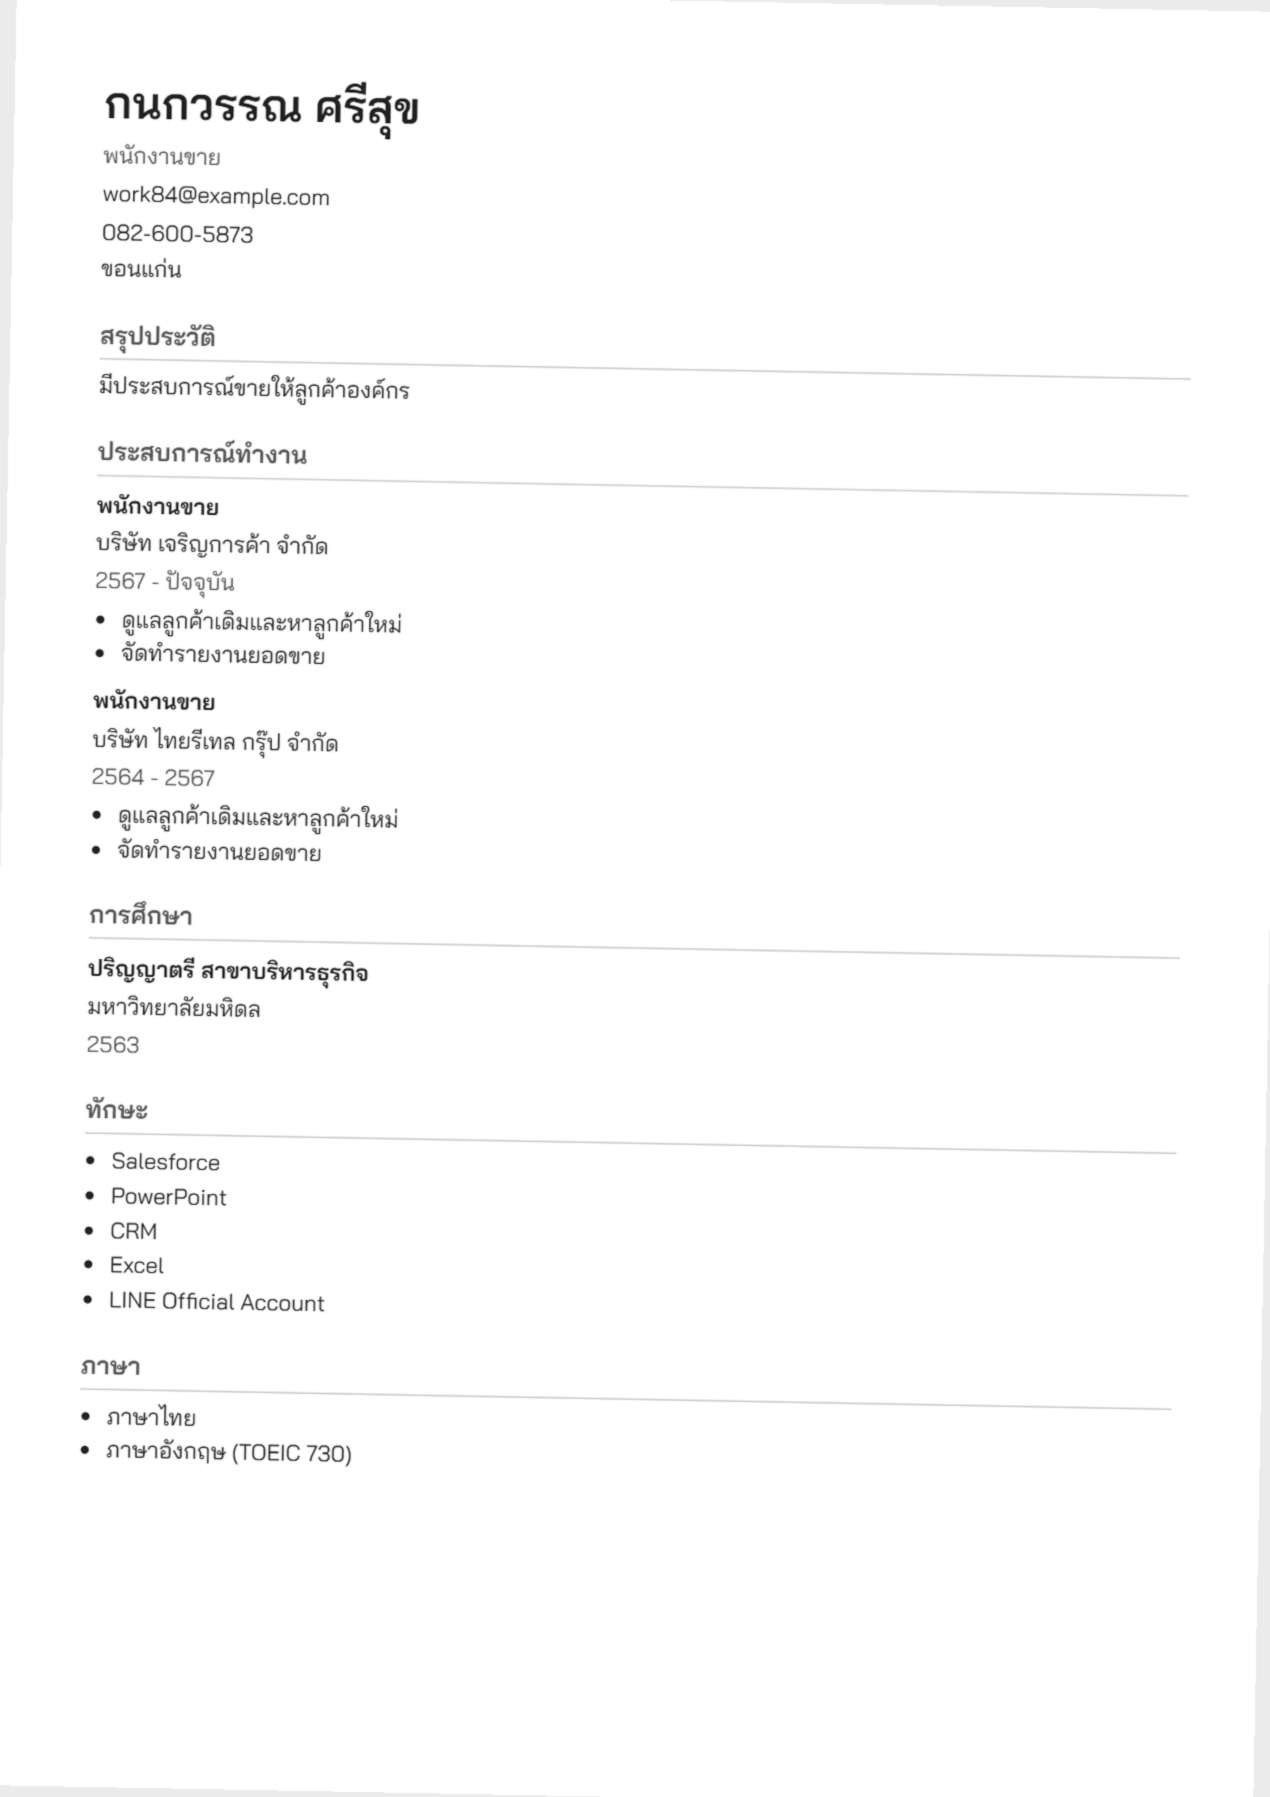 กนกวรรณ ศรีสุข
พนักงานขาย
work84@example.com
082-600-5873
ขอนแก่น
สรุปประวัติ
มีประสบการณ์ขายให้ลูกค้าองค์กร
ประสบการณ์ทำงาน
พนักงานขาย
บริษัท เจริญการค้า จำกัด
2567 - ปัจจุบัน
• ดูแลลูกค้าเดิมและหาลูกค้าใหม่
• จัดทำรายงานยอดขาย
พนักงานขาย
บริษัท ไทยรีเทล กรุ๊ป จำกัด
2564 - 2567
• ดูแลลูกค้าเดิมและหาลูกค้าใหม่
• จัดทำรายงานยอดขาย
การศึกษา
ปริญญาตรี สาขาบริหารธุรกิจ
มหาวิทยาลัยมหิดล
2563
ทักษะ
• Salesforce
• PowerPoint
• CRM
• Excel
• LINE Official Account
ภาษา
• ภาษาไทย
• ภาษาอังกฤษ (TOEIC 730)